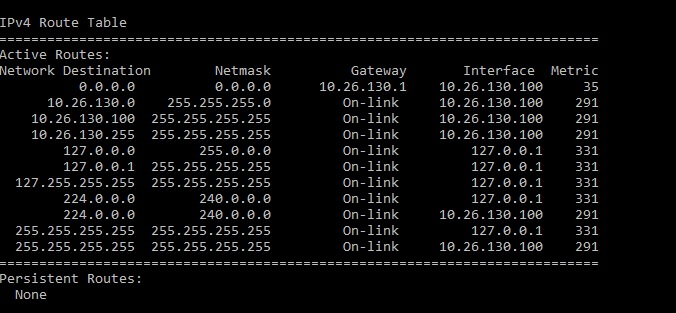 IPv4 Route Table
===========================================================================
Active Routes:
Network Destination        Netmask          Gateway       Interface  Metric
          0.0.0.0          0.0.0.0      10.26.130.1    10.26.130.100     35
      10.26.130.0    255.255.255.0         On-link     10.26.130.100    291
    10.26.130.100  255.255.255.255         On-link     10.26.130.100    291
    10.26.130.255  255.255.255.255         On-link     10.26.130.100    291
        127.0.0.0        255.0.0.0         On-link         127.0.0.1    331
        127.0.0.1  255.255.255.255         On-link         127.0.0.1    331
  127.255.255.255  255.255.255.255         On-link         127.0.0.1    331
        224.0.0.0        240.0.0.0         On-link         127.0.0.1    331
        224.0.0.0        240.0.0.0         On-link     10.26.130.100    291
  255.255.255.255  255.255.255.255         On-link         127.0.0.1    331
  255.255.255.255  255.255.255.255         On-link     10.26.130.100    291
===========================================================================
Persistent Routes:
  None